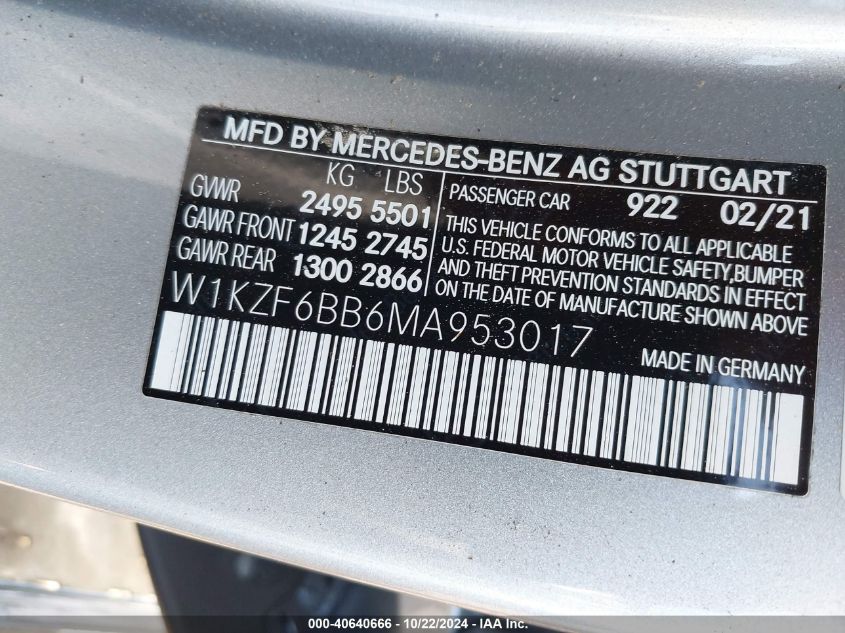 MFD BY MERCEDES-BENZ AG STUTTGART
KG LBS
GVWR 2495 5501
GAWR FRONT 1245 2745
GAWR REAR 1300 2866
PASSENGER CAR 922 02/21
THIS VEHICLE CONFORMS TO ALL APPLICABLE
U.S. FEDERAL MOTOR VEHICLE SAFETY,BUMPER
AND THEFT PREVENTION STANDARDS IN EFFECT
ON THE DATE OF MANUFACTURE SHOWN ABOVE
W1KZF6BB6MA953017
MADE IN GERMANY
000-40640666 - 10/22/2024 - IAA Inc.